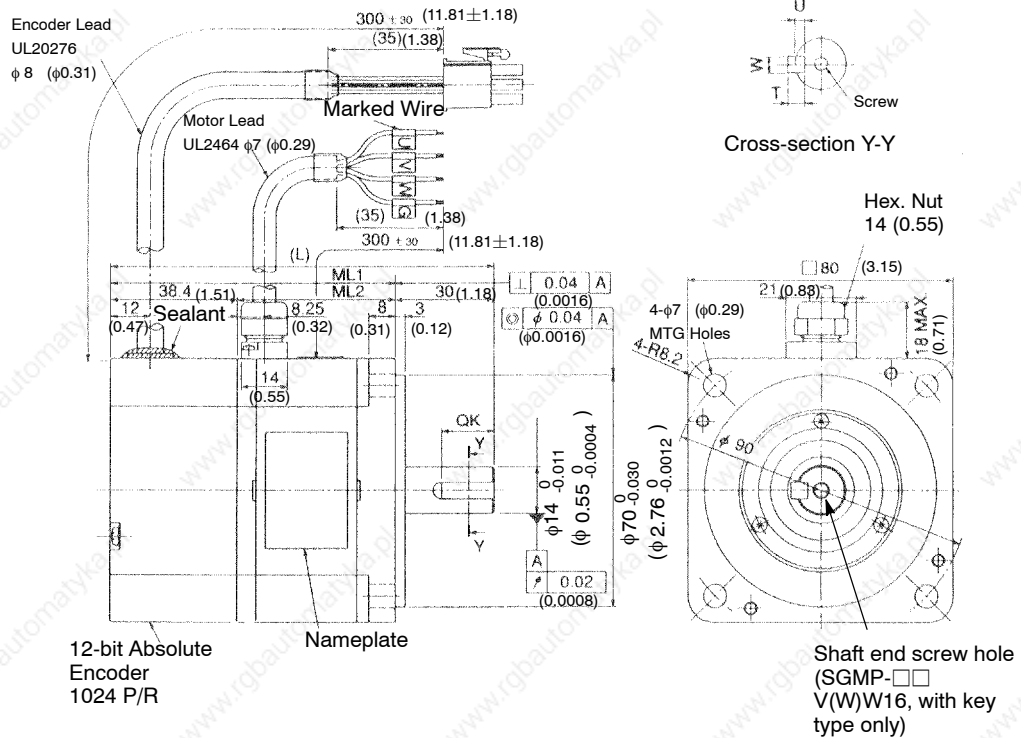 Encoder Lead
UL20276
ϕ 8 (ϕ0.31)
300 ± 30 (11.81±1.18)
(35)(1.38)
Marked Wire
Motor Lead
UL2464 ϕ7 (ϕ0.29)
U
V
W
G
(35) (1.38)
300 ± 30 (11.81±1.18)
U
W
T
Screw
Cross-section Y-Y
Hex. Nut
14 (0.55)
(L)
ML1
ML2
38.4 (1.51)
30 (1.18)
12
(0.47)
Sealant
8.25
(0.32)
8
(0.31)
3
(0.12)
14
(0.55)
⊥ 0.04 A
(0.0016)
◎ ϕ 0.04 A
(ϕ0.0016)
□ 80 (3.15)
21(0.83)
18 MAX.
(0.71)
4-ϕ7 (ϕ0.29)
MTG Holes
4-R8.2
ϕ 90
QK
Y
Y
ϕ14 0 -0.011
(ϕ 0.55 0 -0.0004 )
ϕ70 0 -0.030
(ϕ 2.76 0 -0.0012 )
A
↗ 0.02
(0.0008)
12-bit Absolute
Encoder
1024 P/R
Nameplate
Shaft end screw hole
(SGMP-□□
V(W)W16, with key
type only)
www.rgbautomatyka.pl